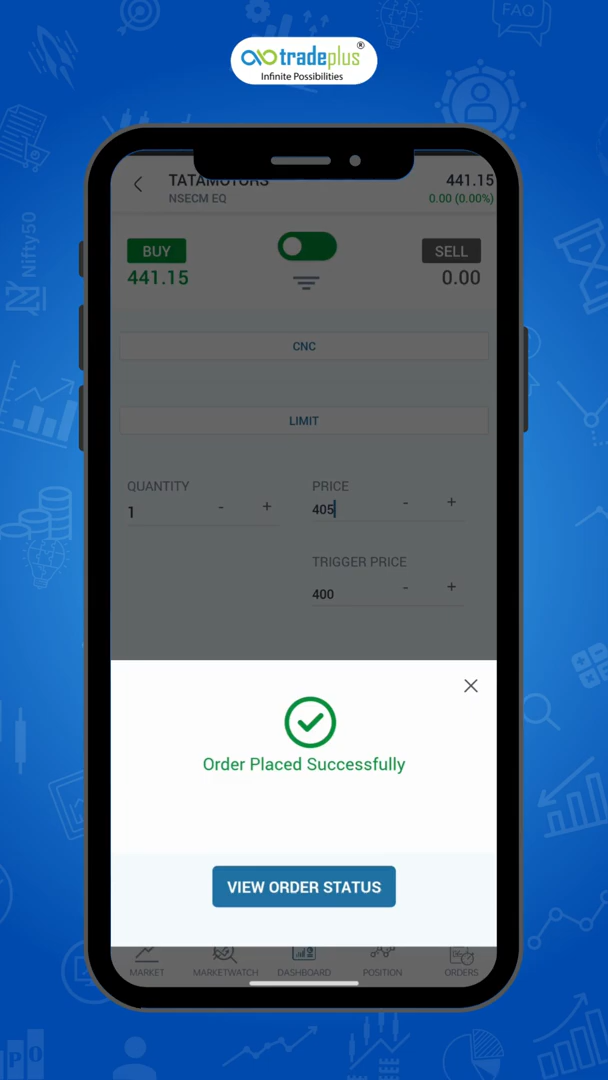 FAQ
tradeplus®
Infinite Possibilities
TATAMOTORS
441.15
NSECM EQ
0.00 (0.00%)
BUY
SELL
441.15
0.00
Nifty50
CNC
LIMIT
QUANTITY
PRICE
1
-
+
405
-
+
TRIGGER PRICE
400
-
+
Order Placed Successfully
VIEW ORDER STATUS
MARKET
MARKETWATCH
DASHBOARD
POSITION
ORDERS